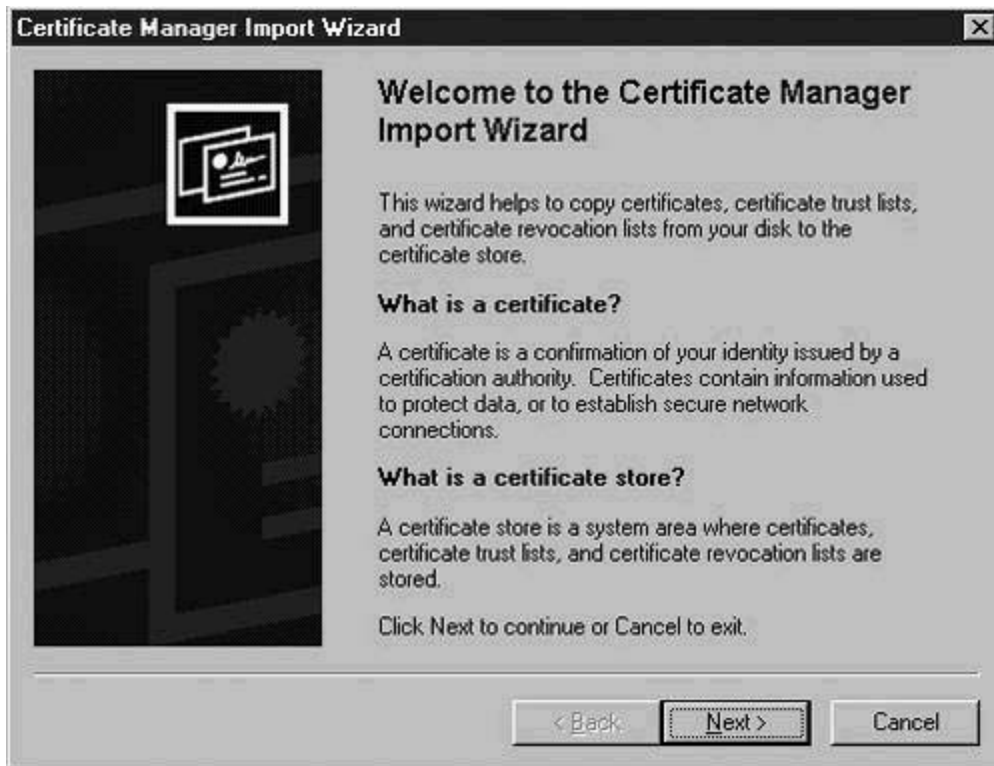 Certificate Manager Import Wizard
Welcome to the Certificate Manager
Import Wizard
This wizard helps to copy certificates, certificate trust lists,
and certificate revocation lists from your disk to the
certificate store.
What is a certificate?
A certificate is a confirmation of your identity issued by a
certification authority.  Certificates contain information used
to protect data, or to establish secure network
connections.
What is a certificate store?
A certificate store is a system area where certificates,
certificate trust lists, and certificate revocation lists are
stored.
Click Next to continue or Cancel to exit.
< Back Next > Cancel